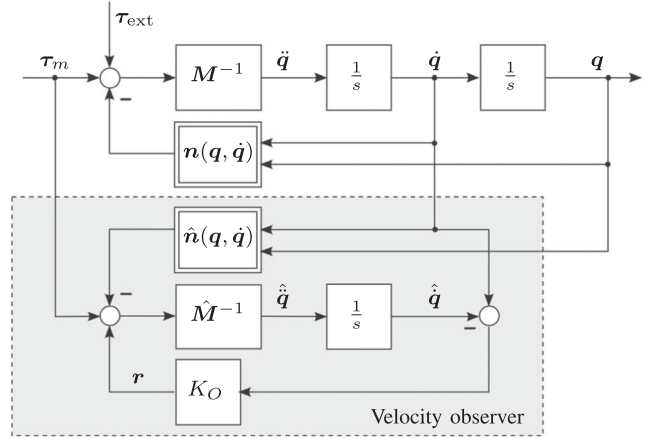 τ_ext
τ_m
M⁻¹
q̈
1/s
q̇
1/s
q
−
n(q, q̇)
n̂(q, q̇)
−
M̂⁻¹
q̈̂
1/s
q̇̂
−
r
K_O
Velocity observer